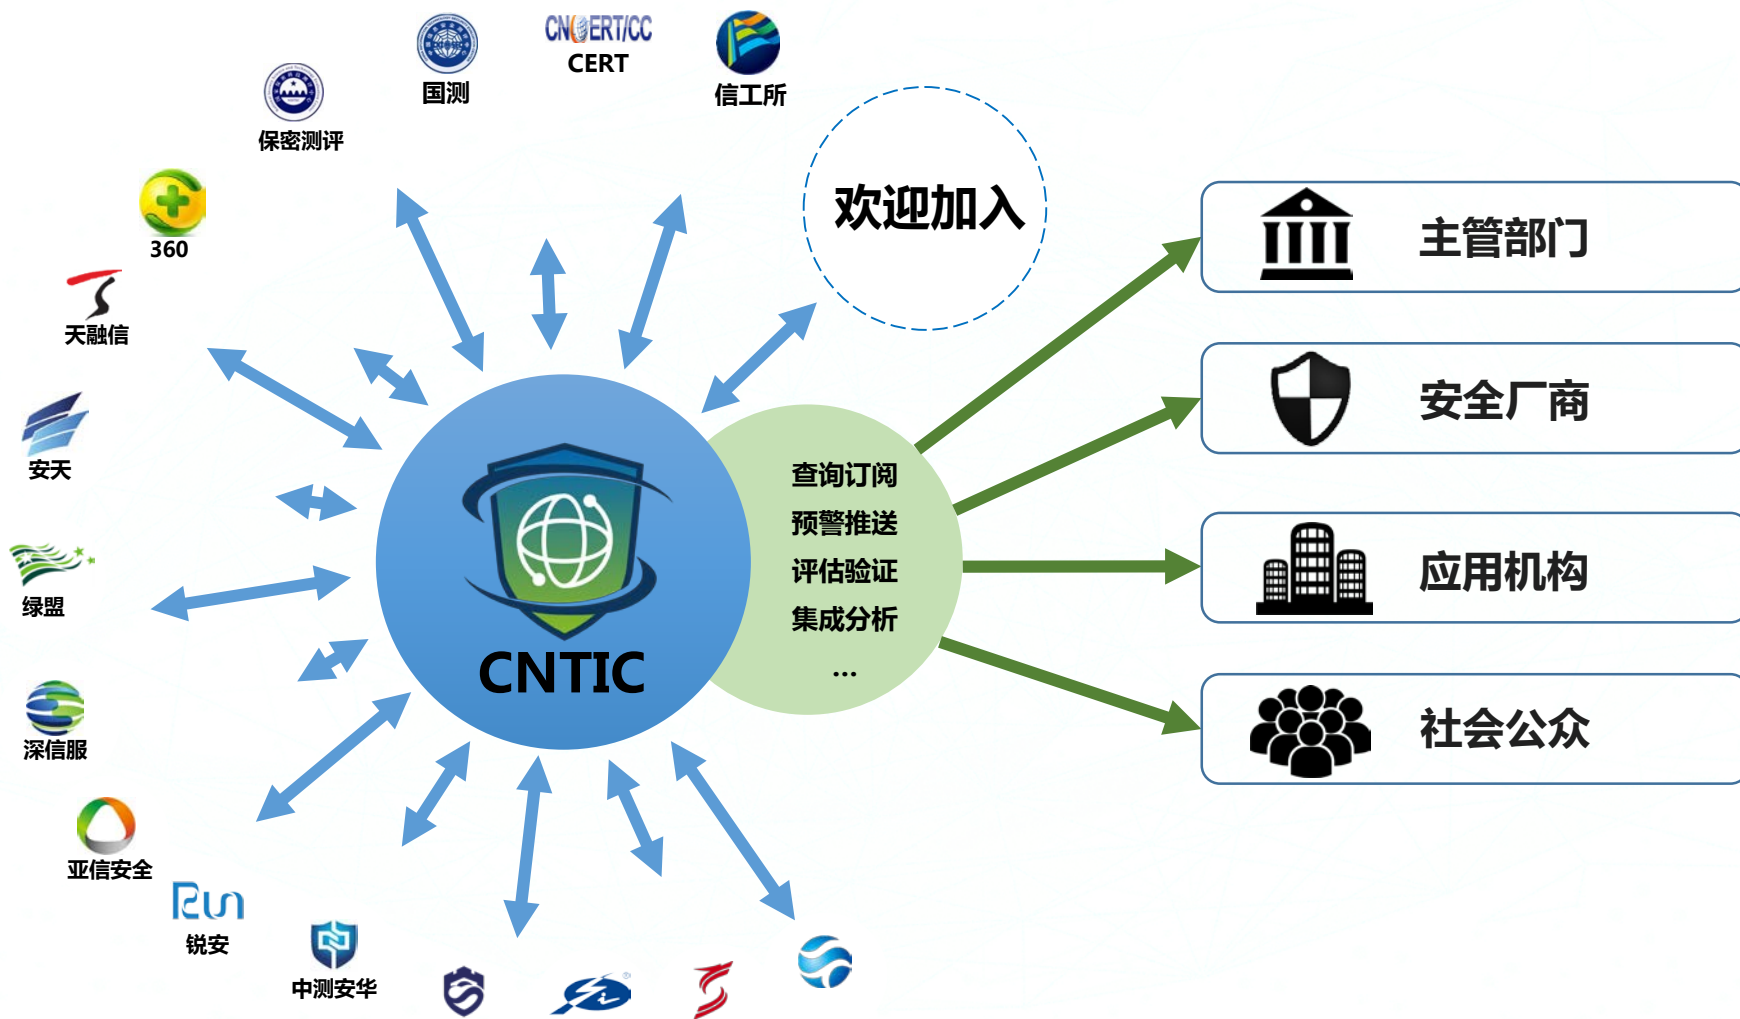 CNCERT/CC
CERT
国测
信工所
保密测评
360
天融信
安天
绿盟
深信服
亚信安全
Run
锐安
中测安华
欢迎加入
CNTIC
查询订阅
预警推送
评估验证
集成分析
...
主管部门
安全厂商
应用机构
社会公众